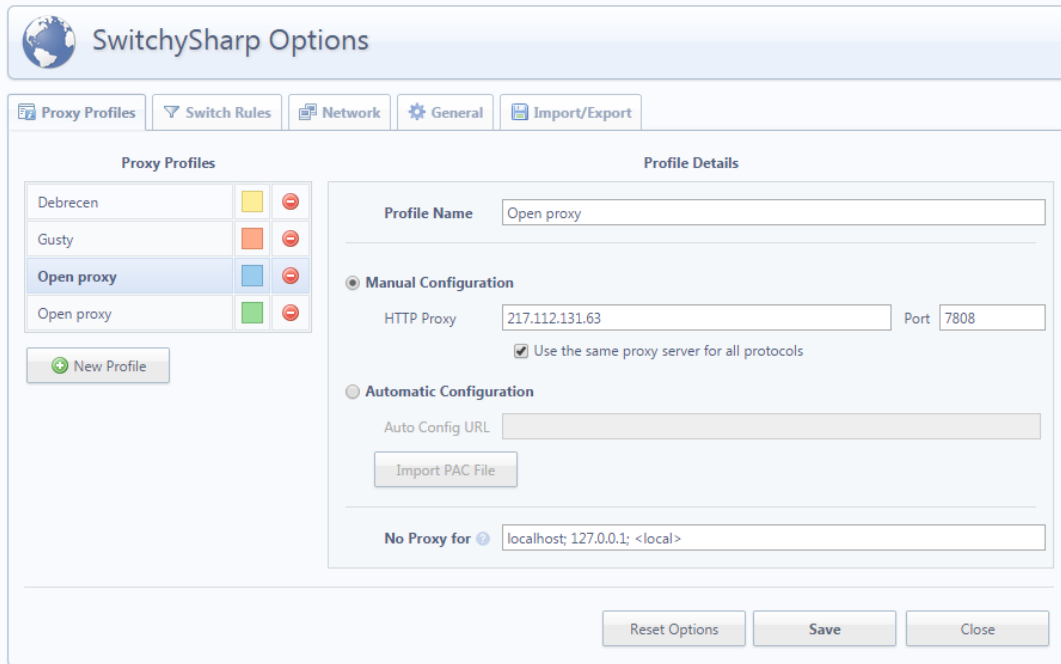 SwitchySharp Options
Proxy Profiles Switch Rules Network General Import/Export
Proxy Profiles
Debrecen
Gusty
Open proxy
Open proxy
New Profile
Profile Details
Profile Name Open proxy
Manual Configuration
HTTP Proxy 217.112.131.63 Port 7808
Use the same proxy server for all protocols
Automatic Configuration
Auto Config URL
Import PAC File
No Proxy for ? localhost; 127.0.0.1; <local>
Reset Options Save Close